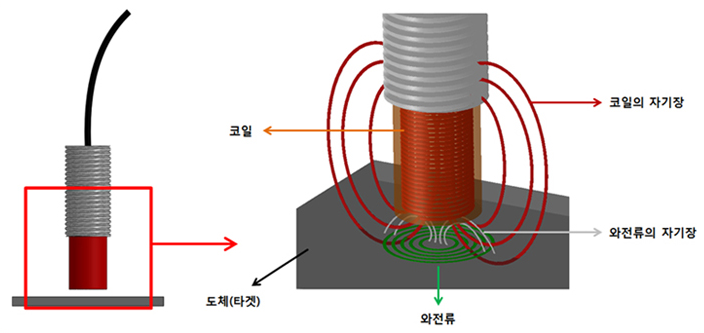 코일의 자기장
코일
와전류의 자기장
도체(타겟)
와전류